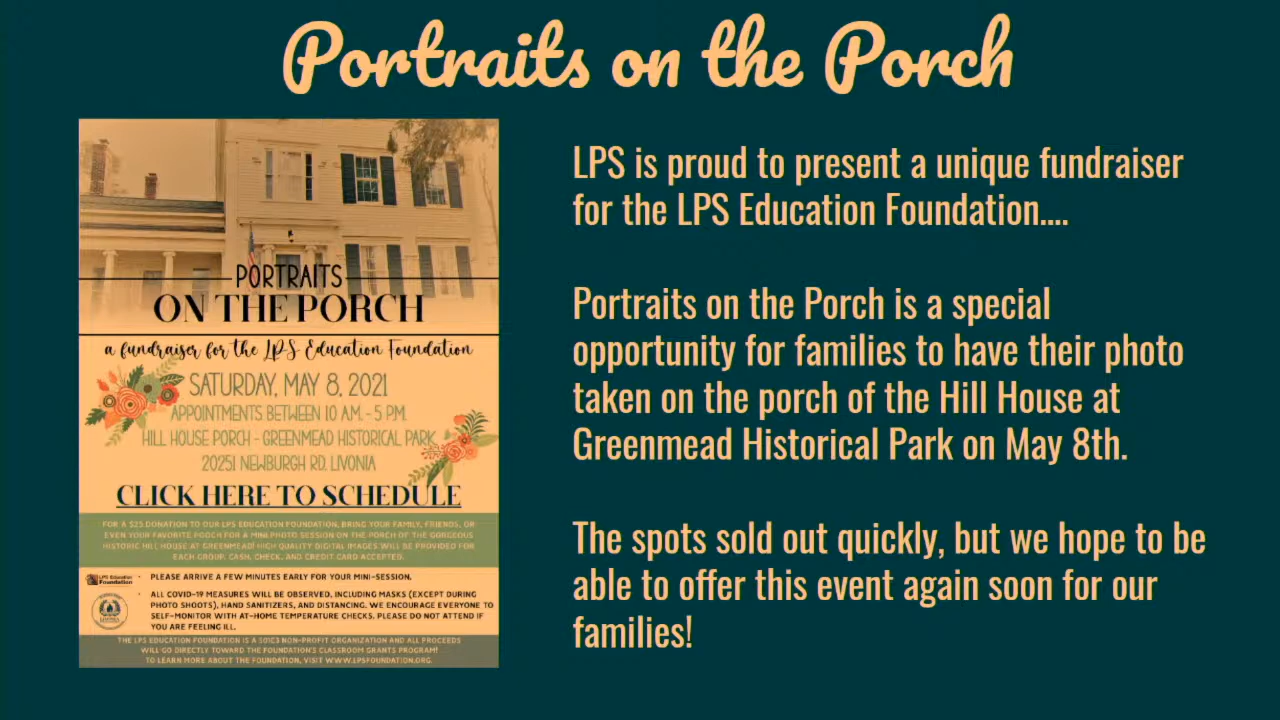 Portraits on the Porch
PORTRAITS
ON THE PORCH
a fundraiser for the LPS Education Foundation
SATURDAY, MAY 8, 2021
APPOINTMENTS BETWEEN 10 A.M. - 5 P.M.
HILL HOUSE PORCH - GREENMEAD HISTORICAL PARK
20251 NEWBURGH RD. LIVONIA
CLICK HERE TO SCHEDULE
FOR A $25 DONATION TO OUR LPS EDUCATION FOUNDATION, BRING YOUR FAMILY, FRIENDS, OR
EVEN YOUR FAVORITE POOCH FOR A MINI PHOTO SESSION ON THE PORCH OF THE GORGEOUS
HISTORIC HILL HOUSE AT GREENMEAD! HIGH QUALITY DIGITAL IMAGES WILL BE PROVIDED FOR
EACH GROUP. CASH, CHECK, AND CREDIT CARD ACCEPTED.
LPS Education
Foundation
· PLEASE ARRIVE A FEW MINUTES EARLY FOR YOUR MINI-SESSION.
· ALL COVID-19 MEASURES WILL BE OBSERVED, INCLUDING MASKS (EXCEPT DURING
PHOTO SHOOTS), HAND SANITIZERS, AND DISTANCING. WE ENCOURAGE EVERYONE TO
SELF-MONITOR WITH AT-HOME TEMPERATURE CHECKS. PLEASE DO NOT ATTEND IF
YOU ARE FEELING ILL.
THE LPS EDUCATION FOUNDATION IS A 501C3 NON-PROFIT ORGANIZATION AND ALL PROCEEDS
WILL GO DIRECTLY TOWARD THE FOUNDATION'S CLASSROOM GRANTS PROGRAM!
TO LEARN MORE ABOUT THE FOUNDATION, VISIT WWW.LPSFOUNDATION.ORG.
LPS is proud to present a unique fundraiser
for the LPS Education Foundation....
Portraits on the Porch is a special
opportunity for families to have their photo
taken on the porch of the Hill House at
Greenmead Historical Park on May 8th.
The spots sold out quickly, but we hope to be
able to offer this event again soon for our
families!